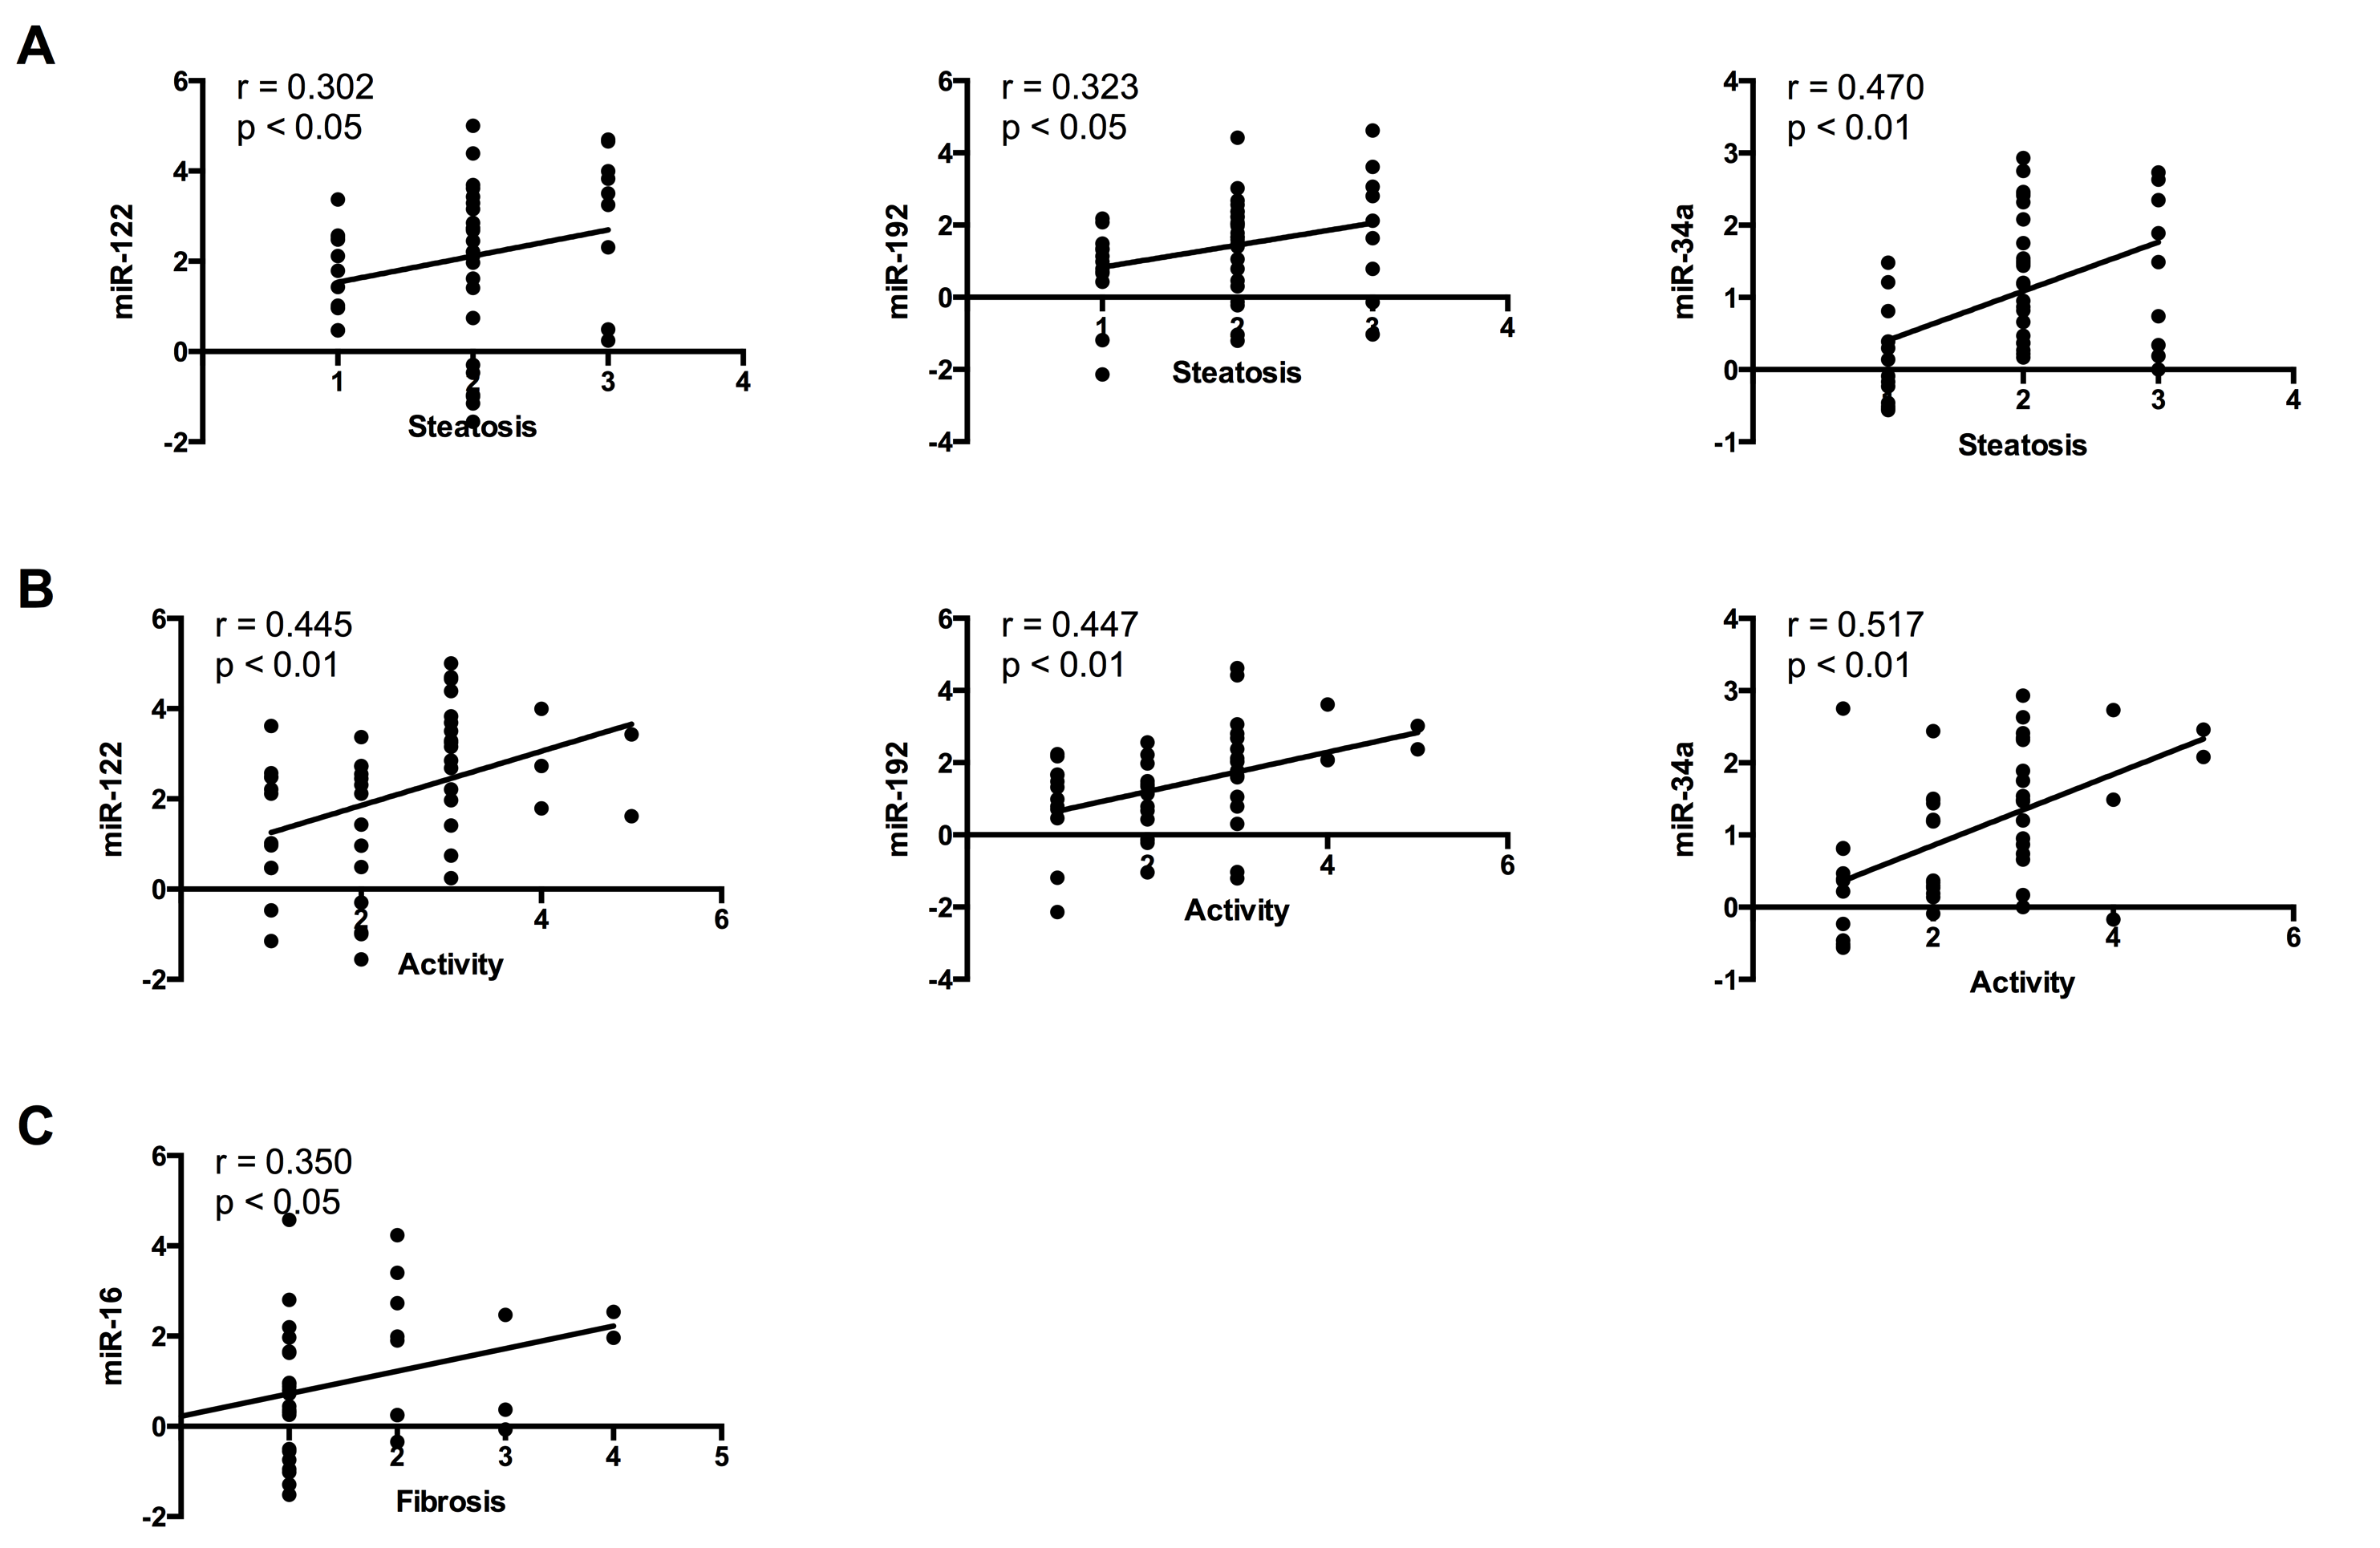 A
r = 0.302
p < 0.05
6
4
2
0
-2
miR-122
1
2
3
4
Steatosis
r = 0.323
p < 0.05
6
4
2
0
-2
-4
miR-192
1
2
3
4
Steatosis
r = 0.470
p < 0.01
4
3
2
1
0
-1
miR-34a
2
3
4
Steatosis
B
r = 0.445
p < 0.01
6
4
2
0
-2
miR-122
2
4
6
Activity
r = 0.447
p < 0.01
6
4
2
0
-2
-4
miR-192
2
4
6
Activity
r = 0.517
p < 0.01
4
3
2
1
0
-1
miR-34a
2
4
6
Activity
C
r = 0.350
p < 0.05
6
4
2
0
-2
miR-16
2
3
4
5
Fibrosis